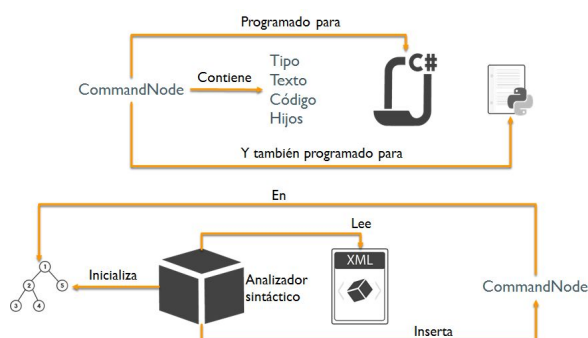 Programado para
C#
CommandNode
Contiene
Tipo
Texto
Código
Hijos
Y también programado para
En
Lee
XML
1
2
5
3
4
Inicializa
Analizador
sintáctico
CommandNode
Inserta